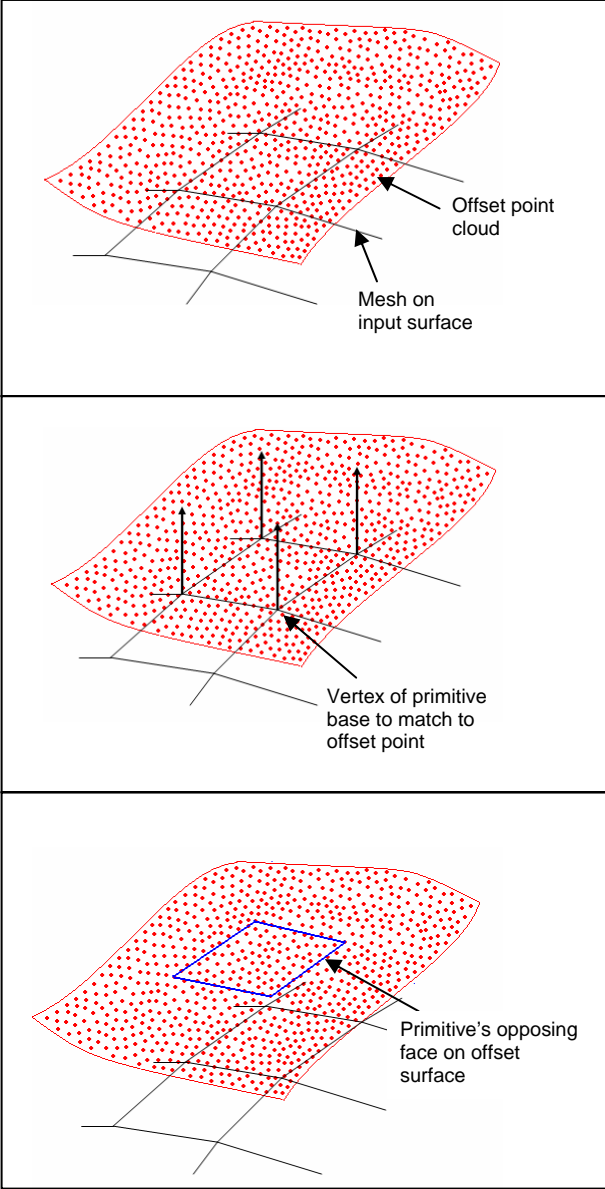 Offset point
cloud
Mesh on
input surface
Vertex of primitive
base to match to
offset point
Primitive's opposing
face on offset
surface